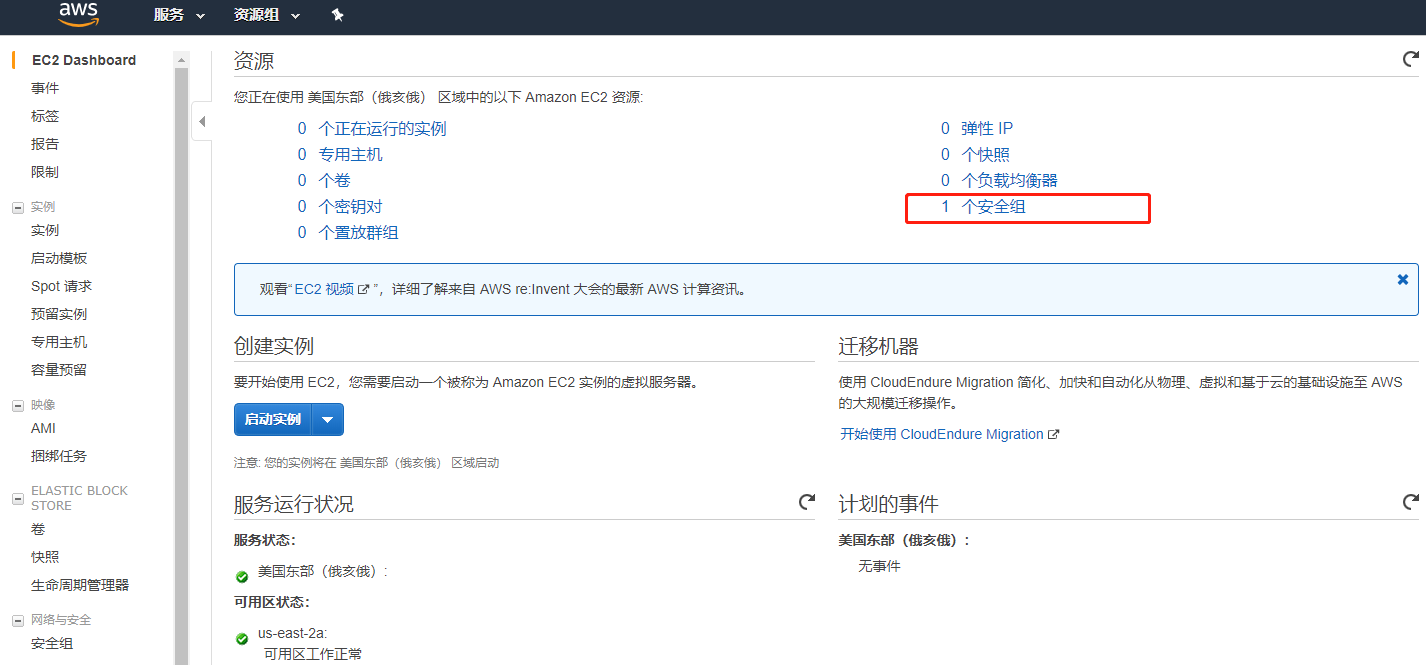 aws
服务
资源组
EC2 Dashboard
事件
标签
报告
限制
实例
实例
启动模板
Spot 请求
预留实例
专用主机
容量预留
映像
AMI
捆绑任务
ELASTIC BLOCK
STORE
卷
快照
生命周期管理器
网络与安全
安全组
资源
您正在使用 美国东部（俄亥俄） 区域中的以下 Amazon EC2 资源:
0 个正在运行的实例
0 专用主机
0 个卷
0 个密钥对
0 个置放群组
0 弹性 IP
0 个快照
0 个负载均衡器
1 个安全组
观看“EC2 视频”，详细了解来自 AWS re:Invent 大会的最新 AWS 计算资讯。
创建实例
要开始使用 EC2，您需要启动一个被称为 Amazon EC2 实例的虚拟服务器。
启动实例
注意: 您的实例将在 美国东部（俄亥俄） 区域启动
迁移机器
使用 CloudEndure Migration 简化、加快和自动化从物理、虚拟和基于云的基础设施至 AWS
的大规模迁移操作。
开始使用 CloudEndure Migration
服务运行状况
服务状态：
美国东部（俄亥俄）：
可用区状态：
us-east-2a:
可用区工作正常
计划的事件
美国东部（俄亥俄）：
无事件